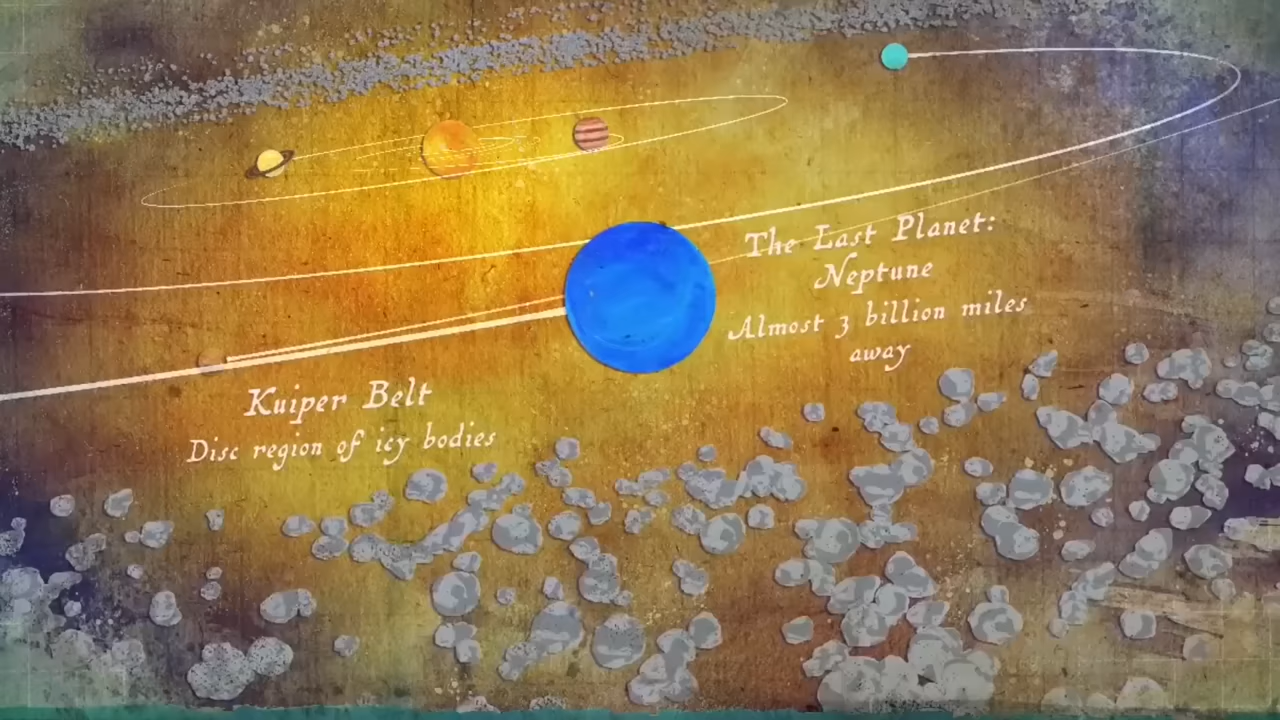 The Last Planet:
Neptune
Almost 3 billion miles
away
Kuiper Belt
Disc region of icy bodies